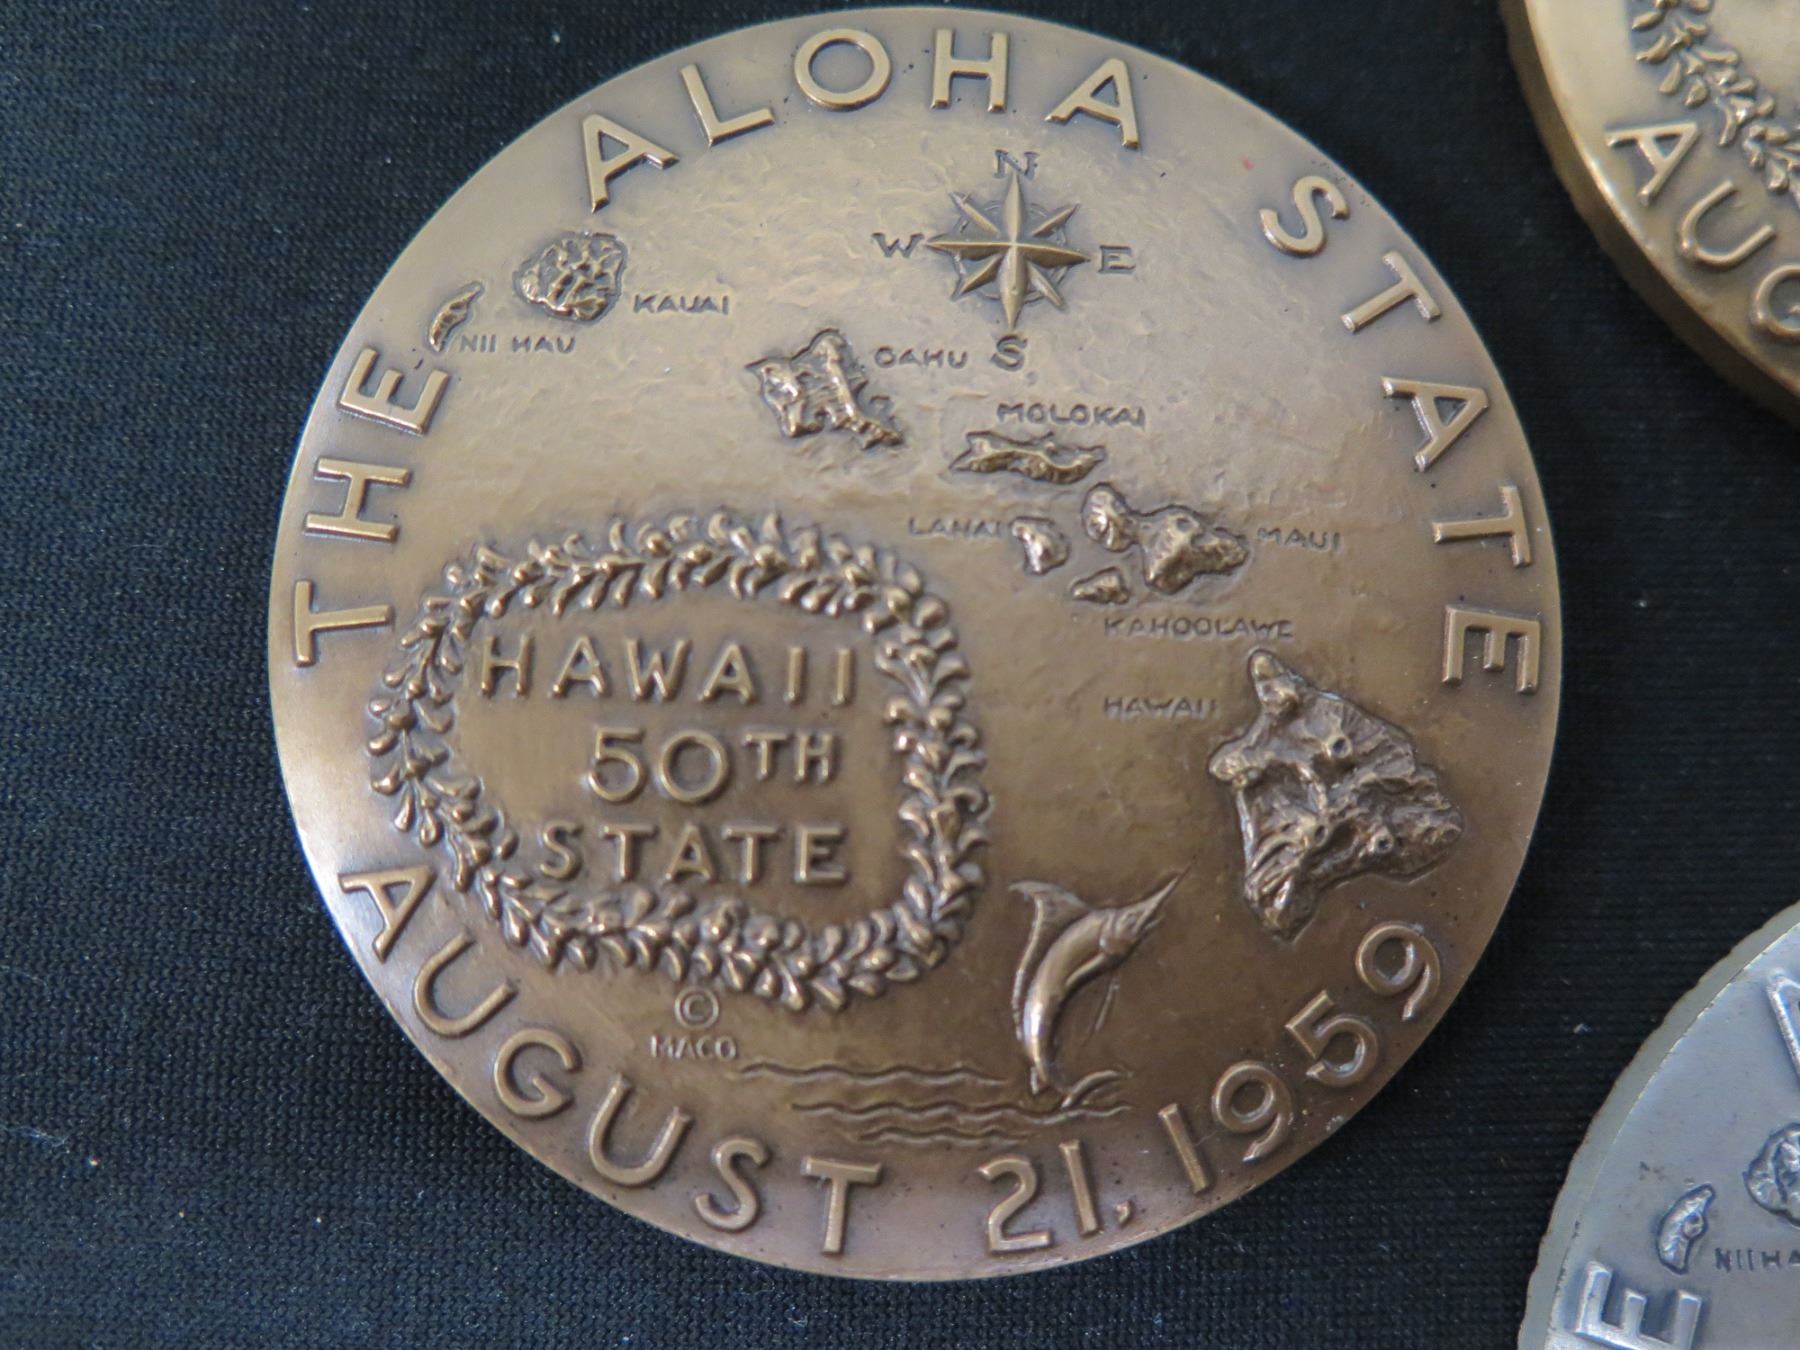 THE ALOHA STATE
N
W E
S
KAUAI
NII HAU
OAHU
MOLOKAI
LANAI
MAUI
KAHOOLAWE
HAWAII
HAWAII
50TH
STATE
©
MACO
AUGUST 21, 1959
AUG
NIIHA
E